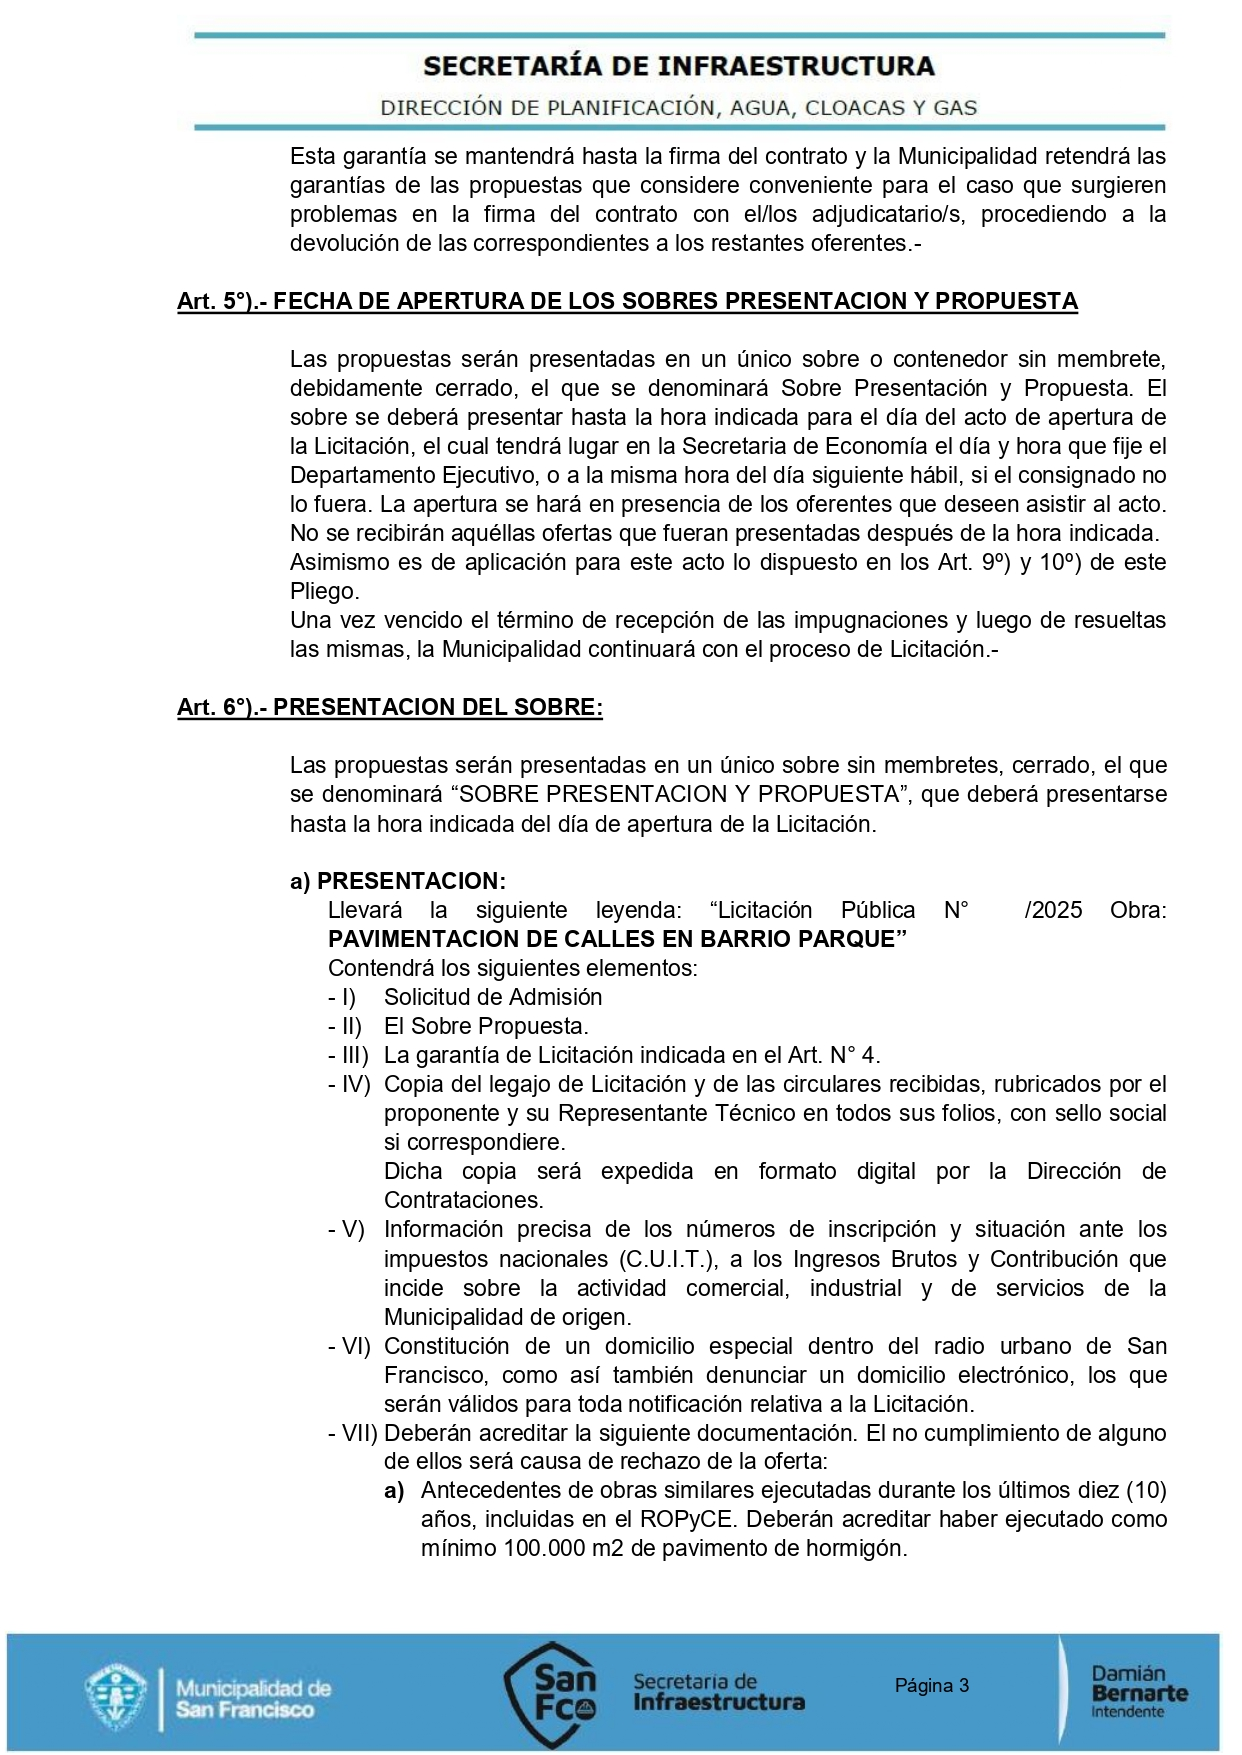 SECRETARÍA DE INFRAESTRUCTURA
DIRECCIÓN DE PLANIFICACIÓN, AGUA, CLOACAS Y GAS
Esta garantía se mantendrá hasta la firma del contrato y la Municipalidad retendrá las
garantías de las propuestas que considere conveniente para el caso que surgieren
problemas en la firma del contrato con el/los adjudicatario/s, procediendo a la
devolución de las correspondientes a los restantes oferentes.-
Art. 5°).- FECHA DE APERTURA DE LOS SOBRES PRESENTACION Y PROPUESTA
Las propuestas serán presentadas en un único sobre o contenedor sin membrete,
debidamente cerrado, el que se denominará Sobre Presentación y Propuesta. El
sobre se deberá presentar hasta la hora indicada para el día del acto de apertura de
la Licitación, el cual tendrá lugar en la Secretaria de Economía el día y hora que fije el
Departamento Ejecutivo, o a la misma hora del día siguiente hábil, si el consignado no
lo fuera. La apertura se hará en presencia de los oferentes que deseen asistir al acto.
No se recibirán aquéllas ofertas que fueran presentadas después de la hora indicada.
Asimismo es de aplicación para este acto lo dispuesto en los Art. 9º) y 10º) de este
Pliego.
Una vez vencido el término de recepción de las impugnaciones y luego de resueltas
las mismas, la Municipalidad continuará con el proceso de Licitación.-
Art. 6°).- PRESENTACION DEL SOBRE:
Las propuestas serán presentadas en un único sobre sin membretes, cerrado, el que
se denominará “SOBRE PRESENTACION Y PROPUESTA”, que deberá presentarse
hasta la hora indicada del día de apertura de la Licitación.
a) PRESENTACION:
Llevará la siguiente leyenda: “Licitación Pública N° /2025 Obra:
PAVIMENTACION DE CALLES EN BARRIO PARQUE”
Contendrá los siguientes elementos:
- I) Solicitud de Admisión
- II) El Sobre Propuesta.
- III) La garantía de Licitación indicada en el Art. N° 4.
- IV) Copia del legajo de Licitación y de las circulares recibidas, rubricados por el
proponente y su Representante Técnico en todos sus folios, con sello social
si correspondiere.
Dicha copia será expedida en formato digital por la Dirección de
Contrataciones.
- V) Información precisa de los números de inscripción y situación ante los
impuestos nacionales (C.U.I.T.), a los Ingresos Brutos y Contribución que
incide sobre la actividad comercial, industrial y de servicios de la
Municipalidad de origen.
- VI) Constitución de un domicilio especial dentro del radio urbano de San
Francisco, como así también denunciar un domicilio electrónico, los que
serán válidos para toda notificación relativa a la Licitación.
- VII) Deberán acreditar la siguiente documentación. El no cumplimiento de alguno
de ellos será causa de rechazo de la oferta:
a) Antecedentes de obras similares ejecutadas durante los últimos diez (10)
años, incluidas en el ROPyCE. Deberán acreditar haber ejecutado como
mínimo 100.000 m2 de pavimento de hormigón.
Municipalidad de
San Francisco
San
Fco
Secretaría de
Infraestructura
Página 3
Damián
Bernarte
Intendente